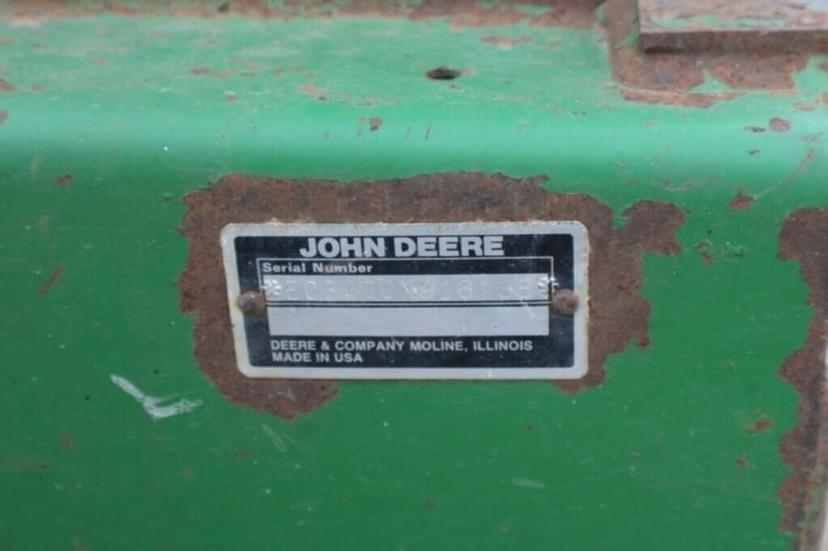 JOHN DEERE
Serial Number
DEERE & COMPANY MOLINE, ILLINOIS
MADE IN USA